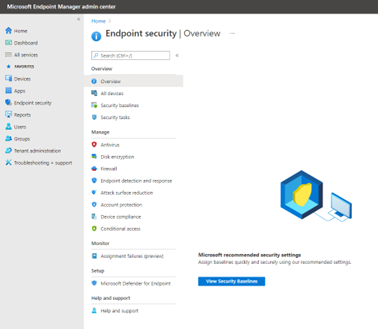 Microsoft Endpoint Manager admin center
Home >
Endpoint security | Overview ...
Search (Ctrl+/)
Home
Dashboard
All services
FAVORITES
Devices
Apps
Endpoint security
Reports
Users
Groups
Tenant administration
Troubleshooting + support
Overview
Overview
All devices
Security baselines
Security tasks
Manage
Antivirus
Disk encryption
Firewall
Endpoint detection and response
Attack surface reduction
Account protection
Device compliance
Conditional access
Monitor
Assignment failures (preview)
Setup
Microsoft Defender for Endpoint
Help and support
Help and support
Microsoft recommended security settings
Assign baselines quickly and securely using our recommended settings.
View Security Baselines